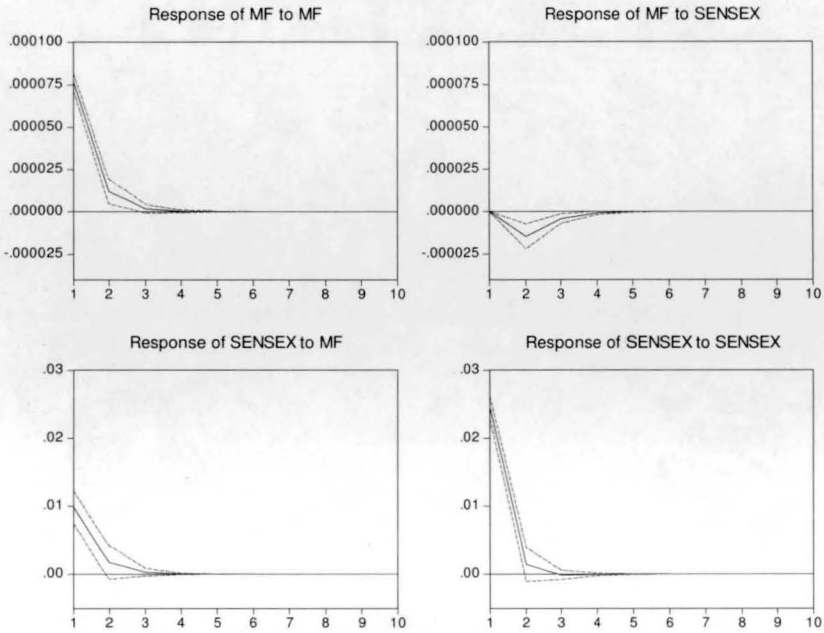 Response of MF to MF
.000100
.000075
.000050
.000025
.000000
-.000025
1 2 3 4 5 6 7 8 9 10
Response of MF to SENSEX
.000100
.000075
.000050
.000025
.000000
-.000025
1 2 3 4 5 6 7 8 9 10
Response of SENSEX to MF
.03
.02
.01
.00
1 2 3 4 5 6 7 8 9 10
Response of SENSEX to SENSEX
.03
.02
.01
.00
1 2 3 4 5 6 7 8 9 10